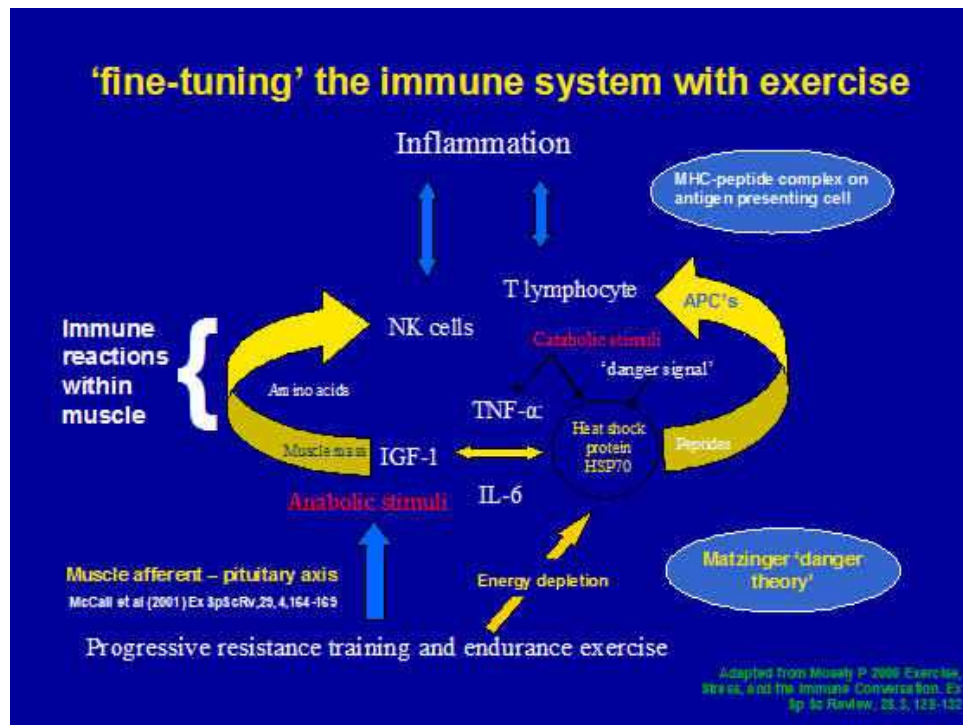 ‘fine-tuning’ the immune system with exercise
Inflammation
MHC-peptide complex on
antigen presenting cell
T lymphocyte
APC's
NK cells
Immune
reactions
within
muscle
Catabolic stimuli
‘danger signal’
Amino acids
TNF-α
Heat shock
protein
HSP70
Muscle mass
IGF-1
Peptides
IL-6
Anabolic stimuli
Matzinger ‘danger
theory’
Muscle afferent – pituitary axis
Energy depletion
McCall et al (2001) Ex SpScRv, 29, 4, 164-169
Progressive resistance training and endurance exercise
Adapted from Mosely P 2000 Exercise,
Stress, and the Immune Conversation. Ex
Sp Sc Review, 28, 3, 128-132